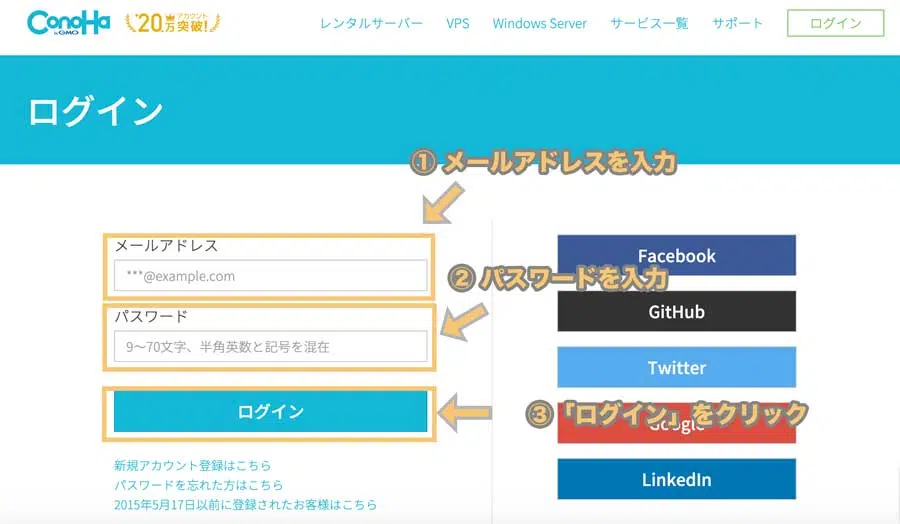 ConoHa
by GMO
アカウント
20万突破!
レンタルサーバー VPS Windows Server サービス一覧 サポート ログイン
ログイン
① メールアドレスを入力
メールアドレス
***@example.com
② パスワードを入力
パスワード
9〜70文字、半角英数と記号を混在
ログイン
③「ログイン」をクリック
新規アカウント登録はこちら
パスワードを忘れた方はこちら
2015年5月17日以前に登録されたお客様はこちら
Facebook
GitHub
Twitter
Google
LinkedIn